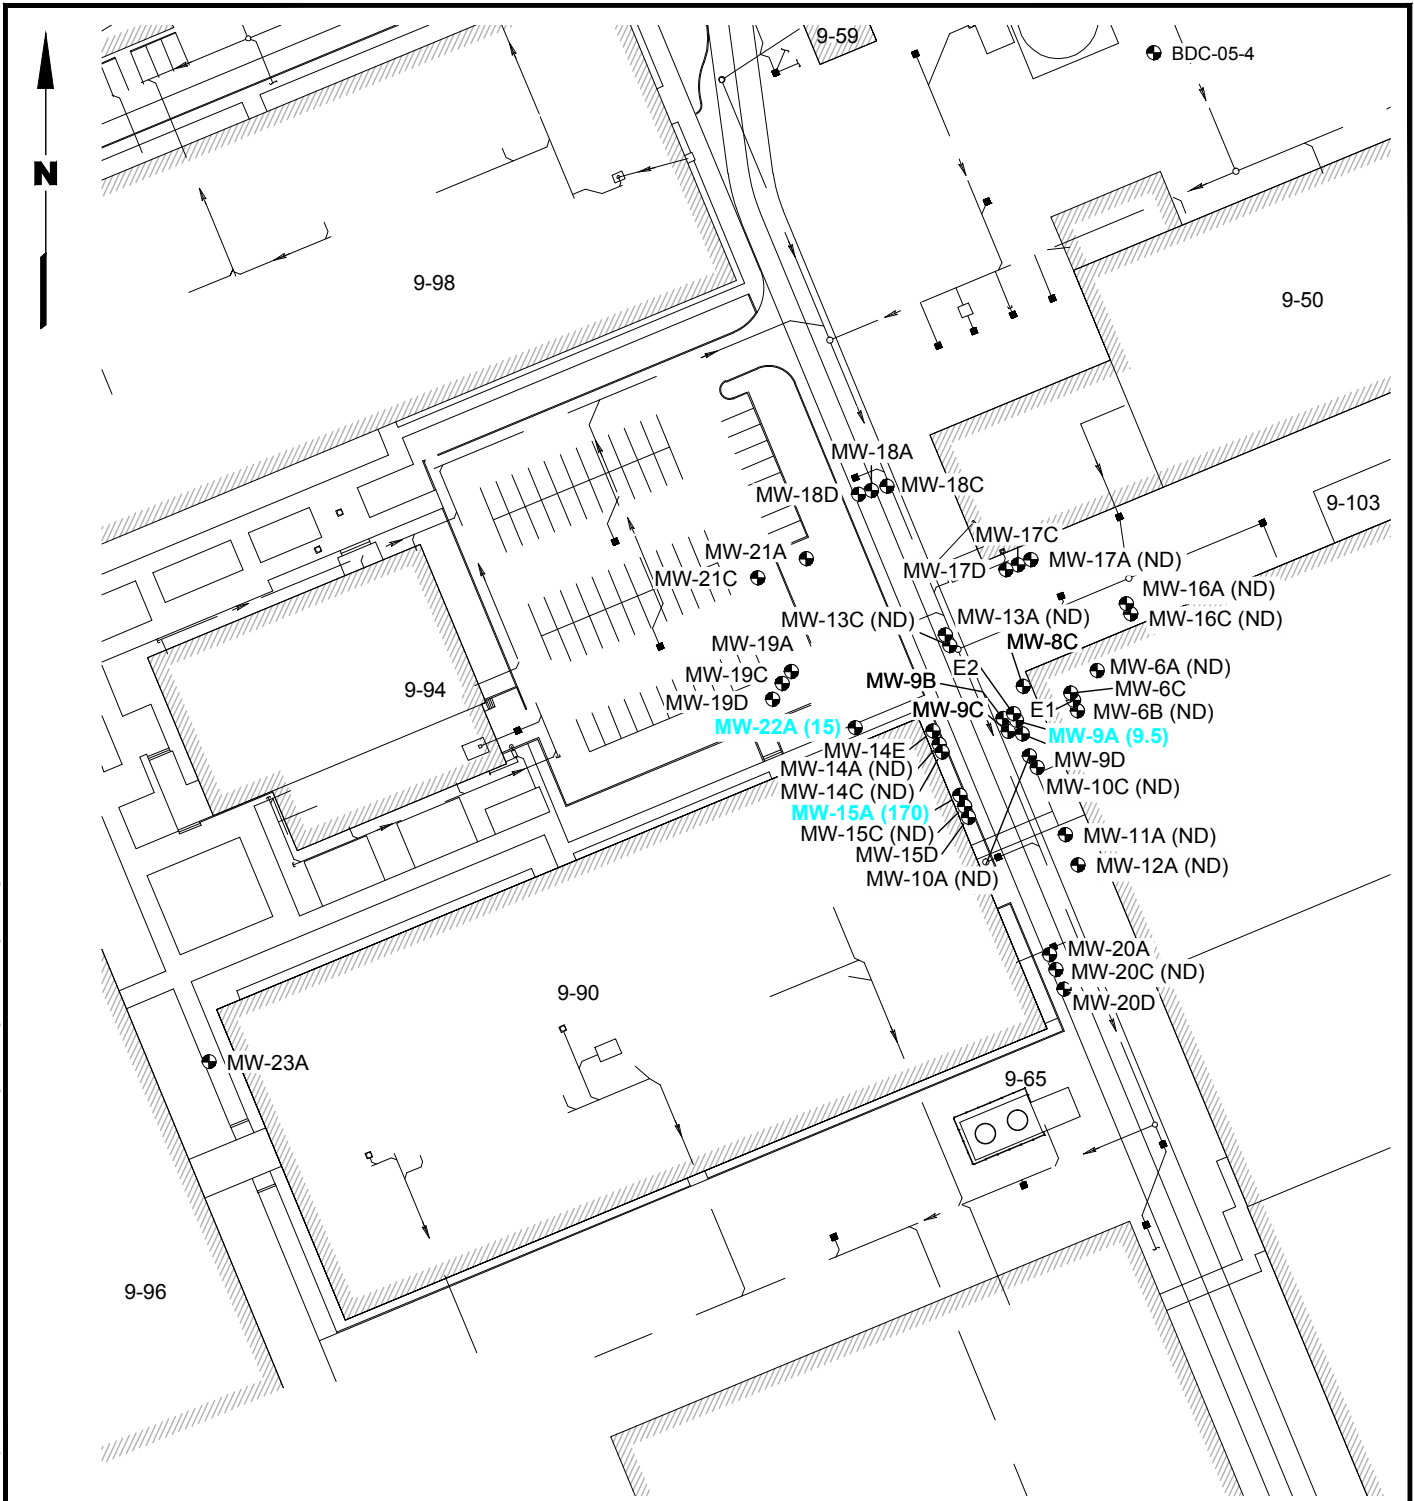 9-59
BDC-05-4
N
9-98
9-50
MW-18A
MW-18D
MW-18C
9-103
MW-17C
MW-21A
MW-17A (ND)
MW-17D
MW-21C
MW-16A (ND)
MW-13C (ND)
MW-13A (ND)
MW-16C (ND)
MW-19A
MW-8C
E2
MW-6A (ND)
MW-19C
MW-9B
MW-6C
9-94
MW-19D
MW-9C
E1
MW-6B (ND)
MW-22A (15)
MW-9A (9.5)
MW-14E
MW-9D
MW-14A (ND)
MW-10C (ND)
MW-14C (ND)
MW-15A (170)
MW-15C (ND)
MW-11A (ND)
MW-15D
MW-12A (ND)
MW-10A (ND)
MW-20A
MW-20C (ND)
9-90
MW-20D
MW-23A
9-65
9-96